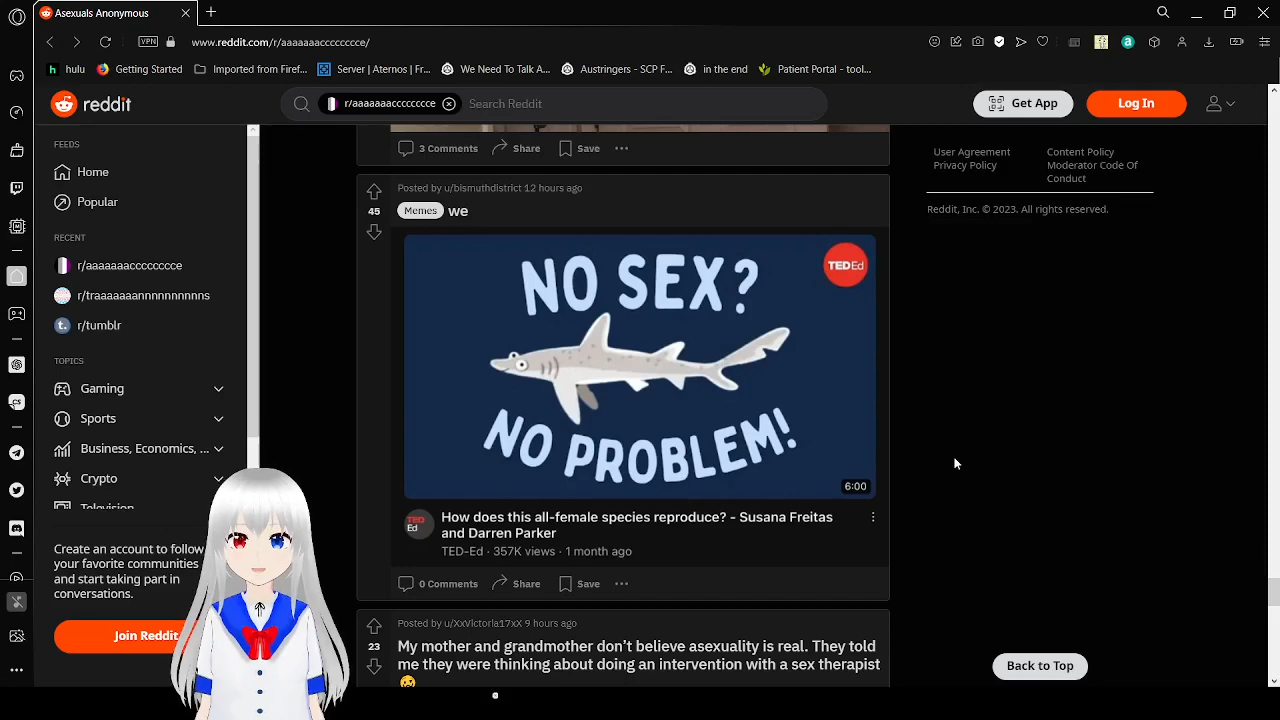 Asexuals Anonymous
www.reddit.com/r/aaaaaaacccccccce/
VPN
hulu
Getting Started
Imported from Firef...
Server | Aternos | Fr...
We Need To Talk A...
Austringers - SCP F...
in the end
Patient Portal - tool...
reddit
r/aaaaaaacccccccce
Search Reddit
Get App
Log In
FEEDS
Home
Popular
RECENT
r/aaaaaaacccccccce
r/traaaaaaannnnnnnnnns
r/tumblr
TOPICS
Gaming
Sports
Business, Economics, ...
Crypto
Television
Create an account to follow
your favorite communities
and start taking part in
conversations.
Join Reddit
3 Comments
Share
Save
Posted by u/bismuthdistrict 12 hours ago
45
Memes we
NO SEX?
TEDEd
NO PROBLEM!
6:00
TED
Ed
How does this all-female species reproduce? - Susana Freitas
and Darren Parker
TED-Ed · 357K views · 1 month ago
0 Comments
Share
Save
Posted by u/XxVictoria17xX 9 hours ago
23
My mother and grandmother don’t believe asexuality is real. They told
me they were thinking about doing an intervention with a sex therapist
User Agreement
Privacy Policy
Content Policy
Moderator Code Of
Conduct
Reddit, Inc. © 2023. All rights reserved.
Back to Top